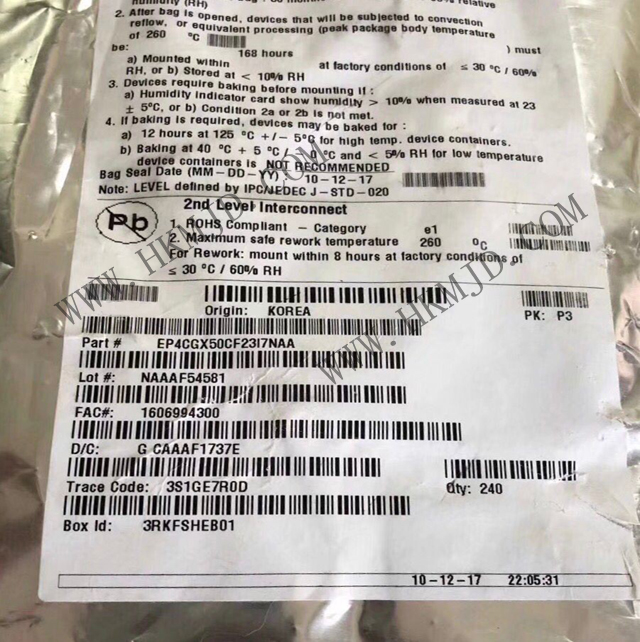 humidity (RH)
2. After bag is opened, devices that will be subjected to convection
reflow, or equivalent processing (peak package body temperature
of 260 °C ) must
be:
168 hours
a) Mounted within at factory conditions of ≤ 30 °C / 60%
RH, or b) Stored at < 10% RH
3. Devices require baking before mounting if :
a) Humidity Indicator card show humidity > 10% when measured at 23
± 5°C, or b) Condition 2a or 2b is not met.
4. If baking is required, devices may be baked for :
a) 12 hours at 125 °C +/- 5°C for high temp. device containers.
b) Baking at 40 °C + 5 °C / 0 °C and < 5% RH for low temperature
device containers is NOT RECOMMENDED
Bag Seal Date (MM-DD-Y) 10-12-17
Note: LEVEL defined by IPC/JEDEC J-STD-020
Pb
2nd Level Interconnect
1. ROHS Compliant - Category e1
2. Maximum safe rework temperature 260 °C
For Rework: mount within 8 hours at factory conditions of
≤ 30 °C / 60% RH
Origin: KOREA
PK: P3
Part # EP4CGX50CF23I7NAA
Lot #: NAAAF54581
FAC#: 1606994300
D/C: G CAAAF1737E
Trace Code: 3S1GE7R0D
Qty: 240
Box Id: 3RKFSHEB01
10-12-17 22:05:31
WWW.HKMJD.COM
WWW.HKMJD.COM